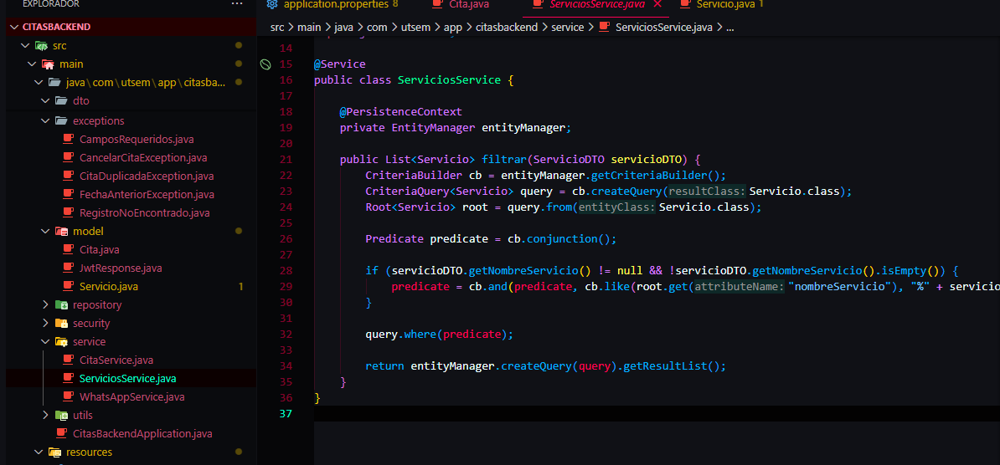 EXPLORADOR
...
CITASBACKEND
src
main
java\com\utsem\app\citasba...
dto
exceptions
CamposRequeridos.java
CancelarCitaException.java
CitaDuplicadaException.java
FechaAnteriorException.java
RegistroNoEncontrado.java
model
Cita.java
JwtResponse.java
Servicio.java 1
repository
security
service
CitaService.java
ServiciosService.java
WhatsAppService.java
utils
CitasBackendApplication.java
resources
application.properties 8
Cita.java
ServiciosService.java
Servicio.java 1
src > main > java > com > utsem > app > citasbackend > service > ServiciosService.java > ...
14
15 @Service
16 public class ServiciosService {
17
18 @PersistenceContext
19 private EntityManager entityManager;
20
21 public List<Servicio> filtrar(ServicioDTO servicioDTO) {
22 CriteriaBuilder cb = entityManager.getCriteriaBuilder();
23 CriteriaQuery<Servicio> query = cb.createQuery(resultClass: Servicio.class);
24 Root<Servicio> root = query.from(entityClass: Servicio.class);
25
26 Predicate predicate = cb.conjunction();
27
28 if (servicioDTO.getNombreServicio() != null && !servicioDTO.getNombreServicio().isEmpty()) {
29 predicate = cb.and(predicate, cb.like(root.get(attributeName: "nombreServicio"), "%" + servicio
30 }
31
32 query.where(predicate);
33
34 return entityManager.createQuery(query).getResultList();
35 }
36 }
37